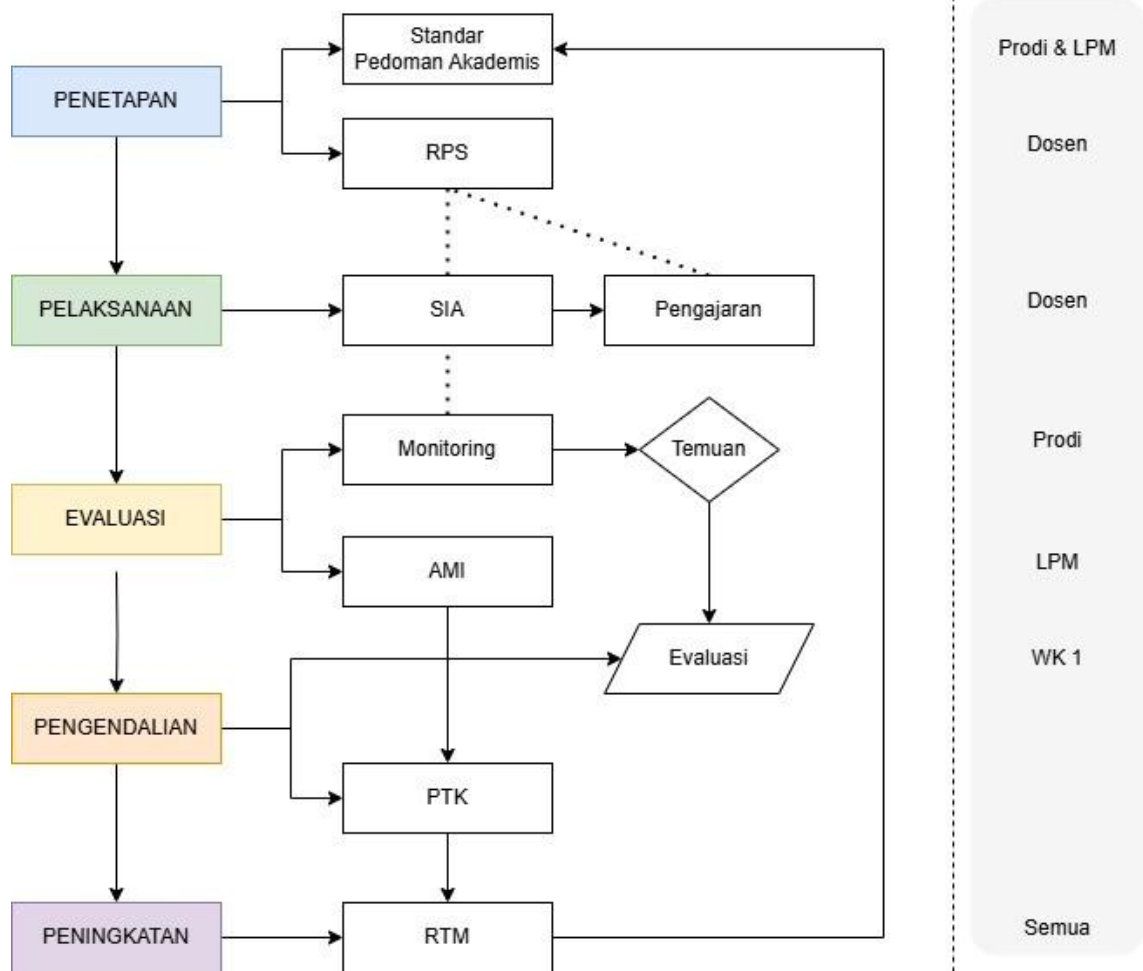 Standar
Pedoman Akademis
Prodi & LPM
PENETAPAN
RPS
Dosen
PELAKSANAAN
SIA
Pengajaran
Dosen
Monitoring
Temuan
Prodi
EVALUASI
AMI
LPM
Evaluasi
WK 1
PENGENDALIAN
PTK
PENINGKATAN
RTM
Semua